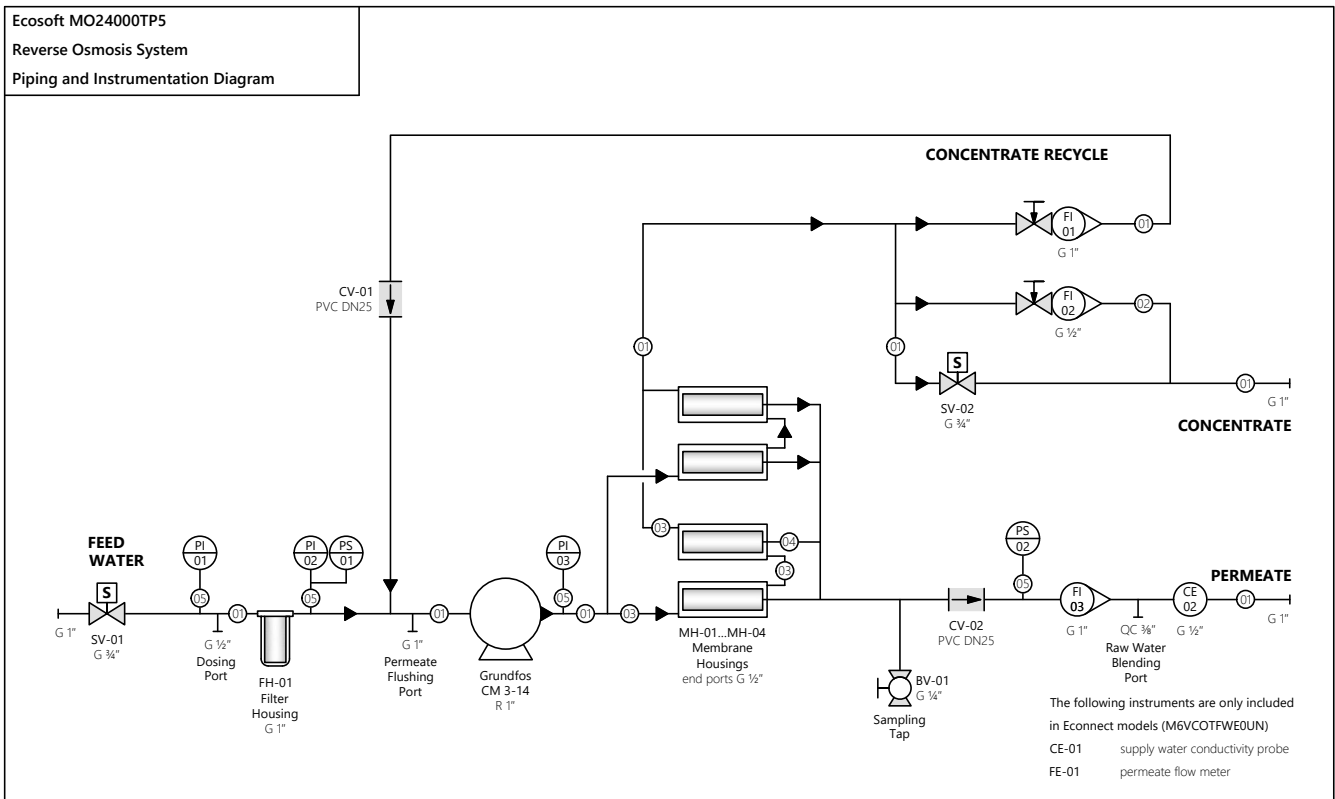 Ecosoft MO24000TP5
Reverse Osmosis System
Piping and Instrumentation Diagram
CONCENTRATE RECYCLE
FI
01
01
G 1"
CV-01
PVC DN25
FI
02
02
G ½"
01
01
S
SV-02
G ¾"
01
G 1"
CONCENTRATE
FEED
WATER
S
G 1"
SV-01
G ¾"
PI
01
05
G ½"
Dosing
Port
01
PI
02
PS
01
05
FH-01
Filter
Housing
G 1"
G 1"
Permeate
Flushing
Port
01
Grundfos
CM 3-14
R 1"
PI
03
05
01
03
03
04
03
MH-01...MH-04
Membrane
Housings
end ports G ½"
BV-01
G ¼"
Sampling
Tap
CV-02
PVC DN25
PS
02
05
FI
03
G 1"
QC ⅜"
Raw Water
Blending
Port
CE
02
G ½"
PERMEATE
01
G 1"
The following instruments are only included
in Econnect models (M6VCOTFWE0UN)
CE-01 supply water conductivity probe
FE-01 permeate flow meter